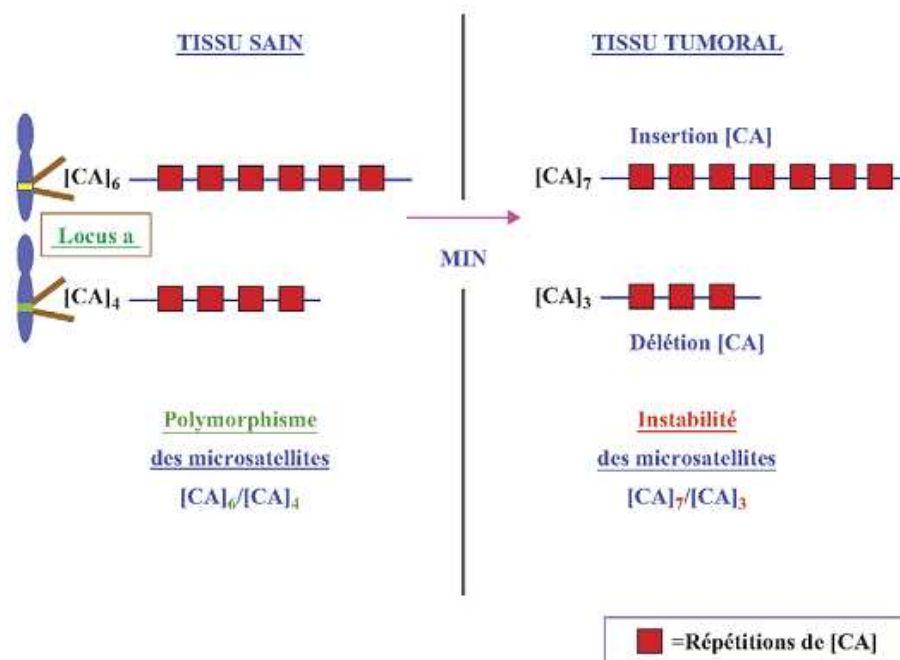 TISSU SAIN
[CA]6
Locus a
[CA]4
Polymorphisme
des microsatellites
[CA]6/[CA]4
MIN
TISSU TUMORAL
Insertion [CA]
[CA]7
[CA]3
Délétion [CA]
Instabilité
des microsatellites
[CA]7/[CA]3
=Répétitions de [CA]